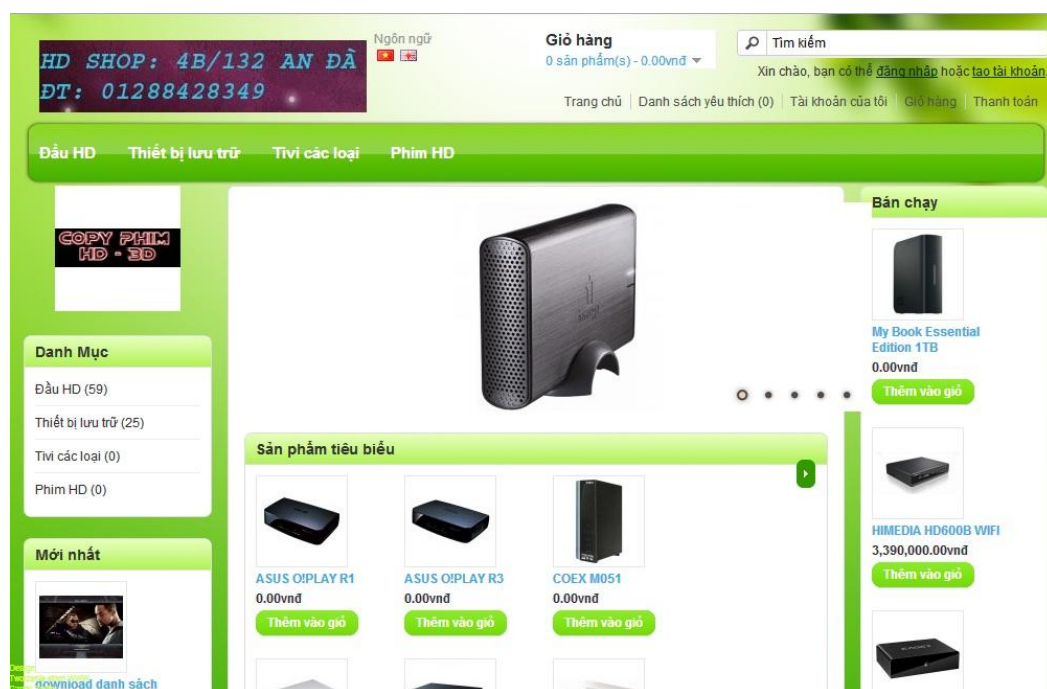 HD SHOP: 4B/132 AN ĐÀ
ĐT: 01288428349
Ngôn ngữ
Giỏ hàng
0 sản phẩm(s) - 0.00vnđ
Tìm kiếm
Xin chào, bạn có thể đăng nhập hoặc tạo tài khoản.
Trang chủ
Danh sách yêu thích (0)
Tài khoản của tôi
Giỏ hàng
Thanh toán
Đầu HD
Thiết bị lưu trữ
Tivi các loại
Phim HD
COPY PHIM
HD - 3D
Danh Mục
Đầu HD (59)
Thiết bị lưu trữ (25)
Tivi các loại (0)
Phim HD (0)
Mới nhất
download danh sách
iomega
Sản phẩm tiêu biểu
ASUS O!PLAY R1
0.00vnđ
Thêm vào giỏ
ASUS O!PLAY R3
0.00vnđ
Thêm vào giỏ
COEX M051
0.00vnđ
Thêm vào giỏ
Bán chạy
My Book Essential
Edition 1TB
0.00vnđ
Thêm vào giỏ
HIMEDIA HD600B WIFI
3,390,000.00vnđ
Thêm vào giỏ